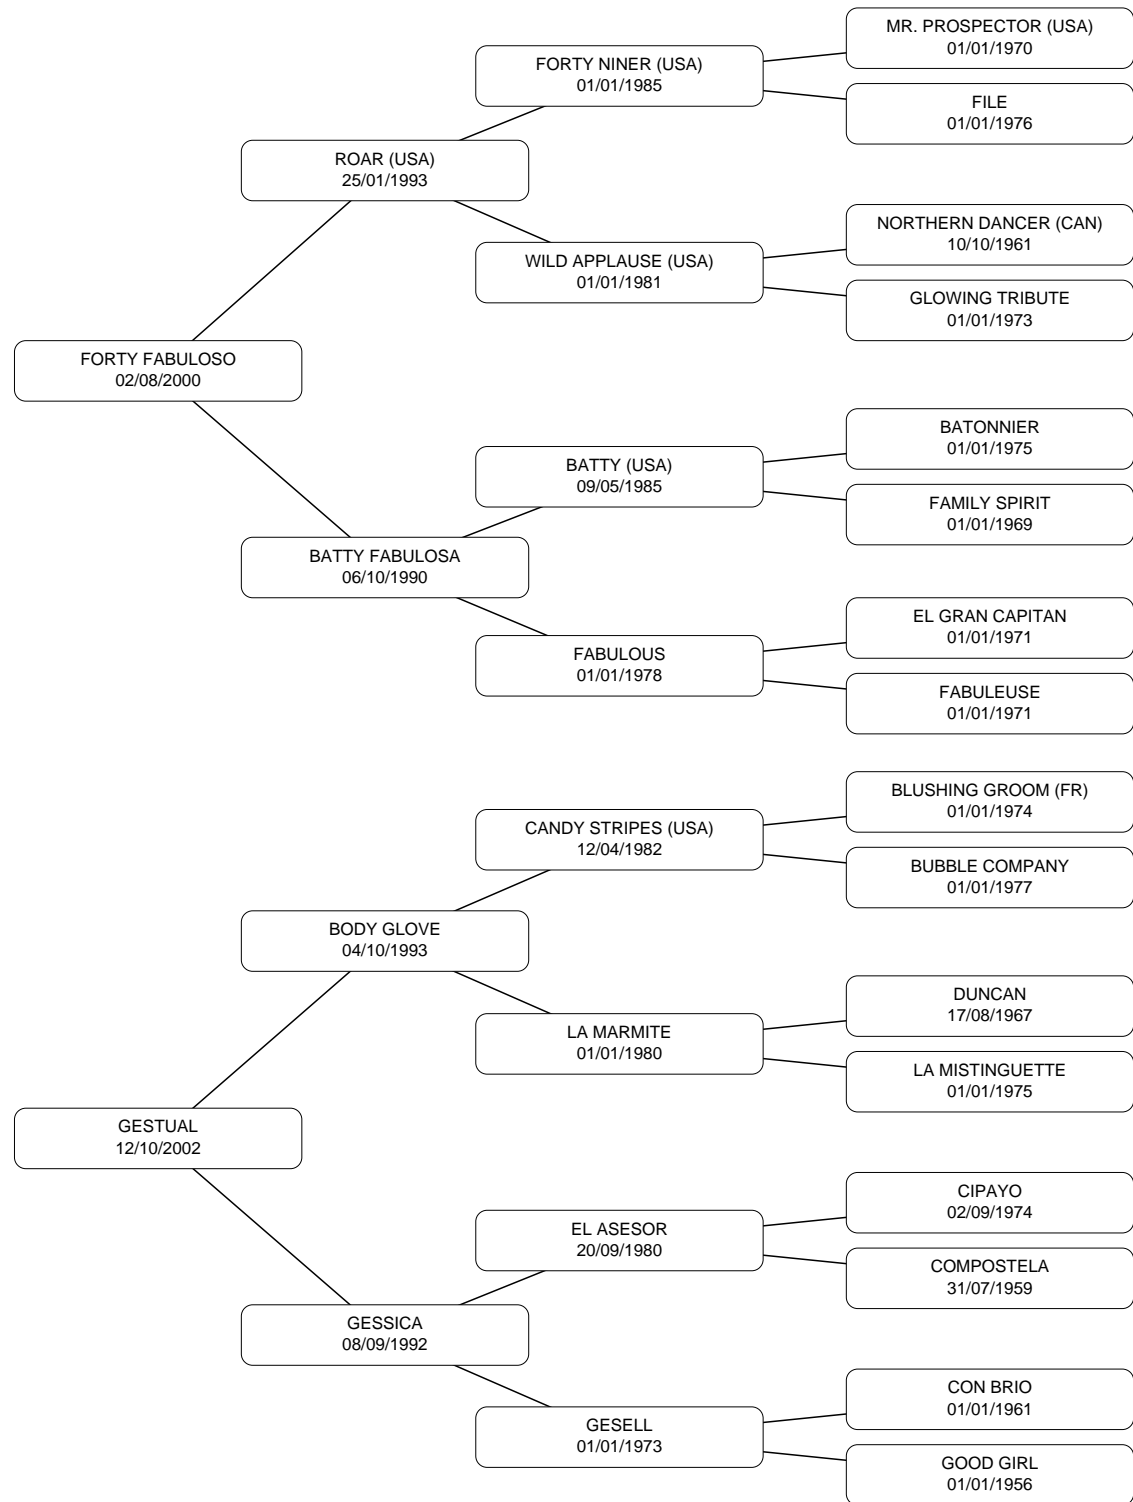 MR. PROSPECTOR (USA)
01/01/1970
FORTY NINER (USA)
01/01/1985
FILE
01/01/1976
ROAR (USA)
25/01/1993
NORTHERN DANCER (CAN)
10/10/1961
WILD APPLAUSE (USA)
01/01/1981
GLOWING TRIBUTE
01/01/1973
FORTY FABULOSO
02/08/2000
BATONNIER
01/01/1975
BATTY (USA)
09/05/1985
FAMILY SPIRIT
01/01/1969
BATTY FABULOSA
06/10/1990
EL GRAN CAPITAN
01/01/1971
FABULOUS
01/01/1978
FABULEUSE
01/01/1971
BLUSHING GROOM (FR)
01/01/1974
CANDY STRIPES (USA)
12/04/1982
BUBBLE COMPANY
01/01/1977
BODY GLOVE
04/10/1993
DUNCAN
17/08/1967
LA MARMITE
01/01/1980
LA MISTINGUETTE
01/01/1975
GESTUAL
12/10/2002
CIPAYO
02/09/1974
EL ASESOR
20/09/1980
COMPOSTELA
31/07/1959
GESSICA
08/09/1992
CON BRIO
01/01/1961
GESELL
01/01/1973
GOOD GIRL
01/01/1956